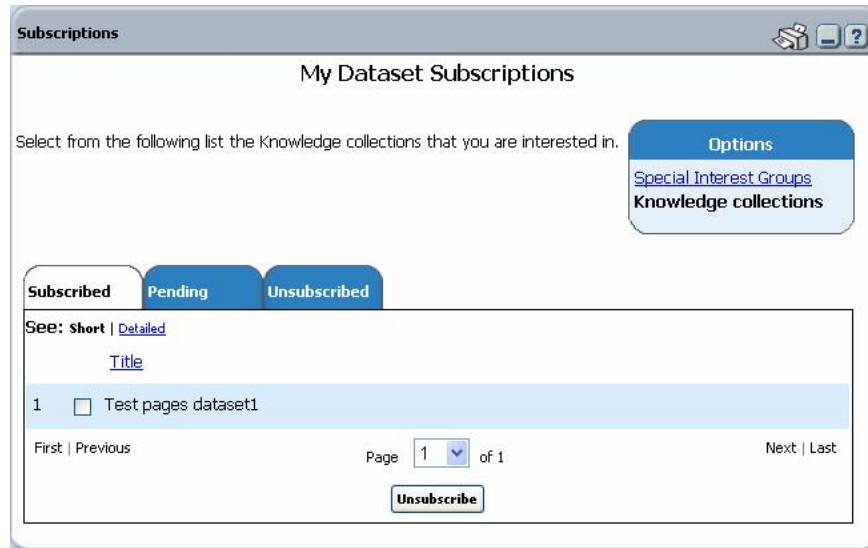 Subscriptions
?
My Dataset Subscriptions
Select from the following list the Knowledge collections that you are interested in.
Options
Special Interest Groups
Knowledge collections
Subscribed Pending Unsubscribed
See: Short | Detailed
Title
1 Test pages dataset1
First | Previous Page 1 of 1 Next | Last
Unsubscribe